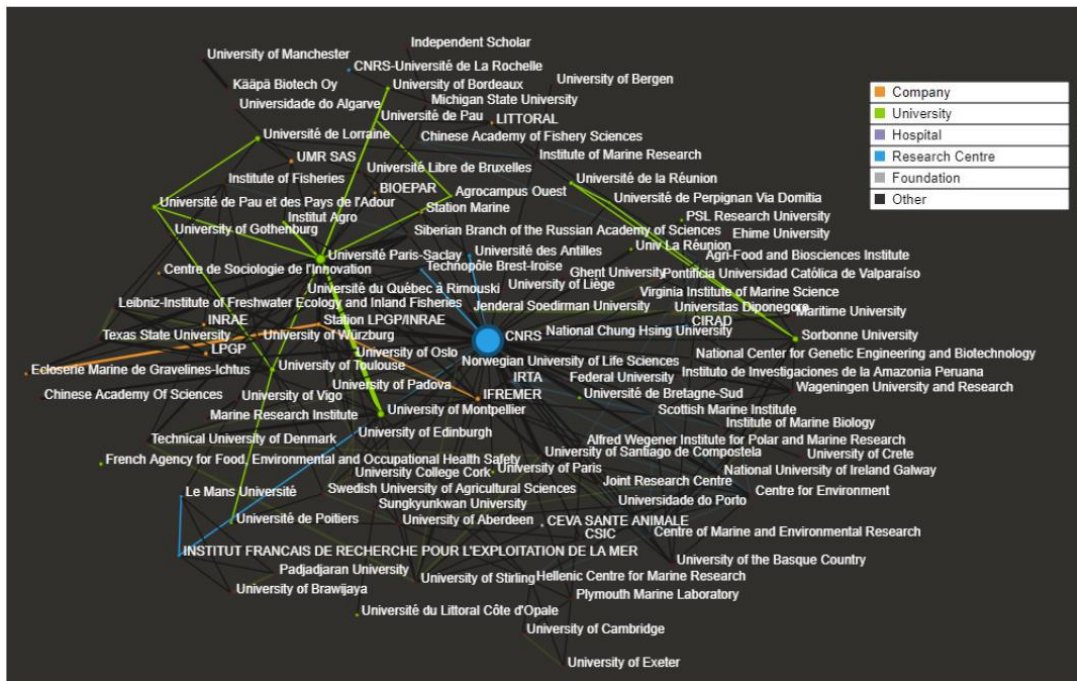 Independent Scholar
University of Manchester
CNRS-Université de La Rochelle
University of Bergen
Kääpä Biotech Oy
University of Bordeaux
Company
Universidade do Algarve
Michigan State University
University
Université de Pau
LITTORAL
Hospital
Université de Lorraine
Chinese Academy of Fishery Sciences
Research Centre
UMR SAS
Institute of Marine Research
Foundation
Université Libre de Bruxelles
Institute of Fisheries
Université de la Réunion
Other
BIOEPAR
Agrocampus Ouest
Université de Perpignan Via Domitia
Université de Pau et des Pays de l'Adour
Station Marine
Institut Agro
PSL Research University
University of Gothenburg
Siberian Branch of the Russian Academy of Sciences
Ehime University
Université Paris-Saclay
Université des Antilles
Univ La Réunion
Agri-Food and Biosciences Institute
Centre de Sociologie de l'Innovation
Technopôle Brest-Iroise
Ghent University
Pontificia Universidad Católica de Valparaíso
Université du Québec à Rimouski
University of Liège
Virginia Institute of Marine Science
Leibniz-Institute of Freshwater Ecology and Inland Fisheries
Jenderal Soedirman University
Universitas Diponegoro
Maritime University
INRAE
Station LPGP/INRAE
CIRAD
Texas State University
University of Würzburg
CNRS
National Chung Hsing University
Sorbonne University
LPGP
University of Oslo
National Center for Genetic Engineering and Biotechnology
Ecloserie Marine de Gravelines-Ichtus
University of Toulouse
Norwegian University of Life Sciences
Instituto de Investigaciones de la Amazonia Peruana
IRTA
Federal University
University of Padova
Wageningen University and Research
Chinese Academy Of Sciences
University of Vigo
IFREMER
Université de Bretagne-Sud
Marine Research Institute
University of Montpellier
Scottish Marine Institute
Institute of Marine Biology
Technical University of Denmark
University of Edinburgh
Alfred Wegener Institute for Polar and Marine Research
University of Santiago de Compostela
University of Crete
French Agency for Food, Environmental and Occupational Health Safety
University College Cork
University of Paris
National University of Ireland Galway
Joint Research Centre
Le Mans Université
Swedish University of Agricultural Sciences
Universidade do Porto
Centre for Environment
Sungkyunkwan University
Université de Poitiers
University of Aberdeen
CEVA SANTE ANIMALE
CSIC
Centre of Marine and Environmental Research
INSTITUT FRANCAIS DE RECHERCHE POUR L'EXPLOITATION DE LA MER
University of the Basque Country
Padjadjaran University
University of Stirling
Hellenic Centre for Marine Research
University of Brawijaya
Plymouth Marine Laboratory
Université du Littoral Côte d'Opale
University of Cambridge
University of Exeter